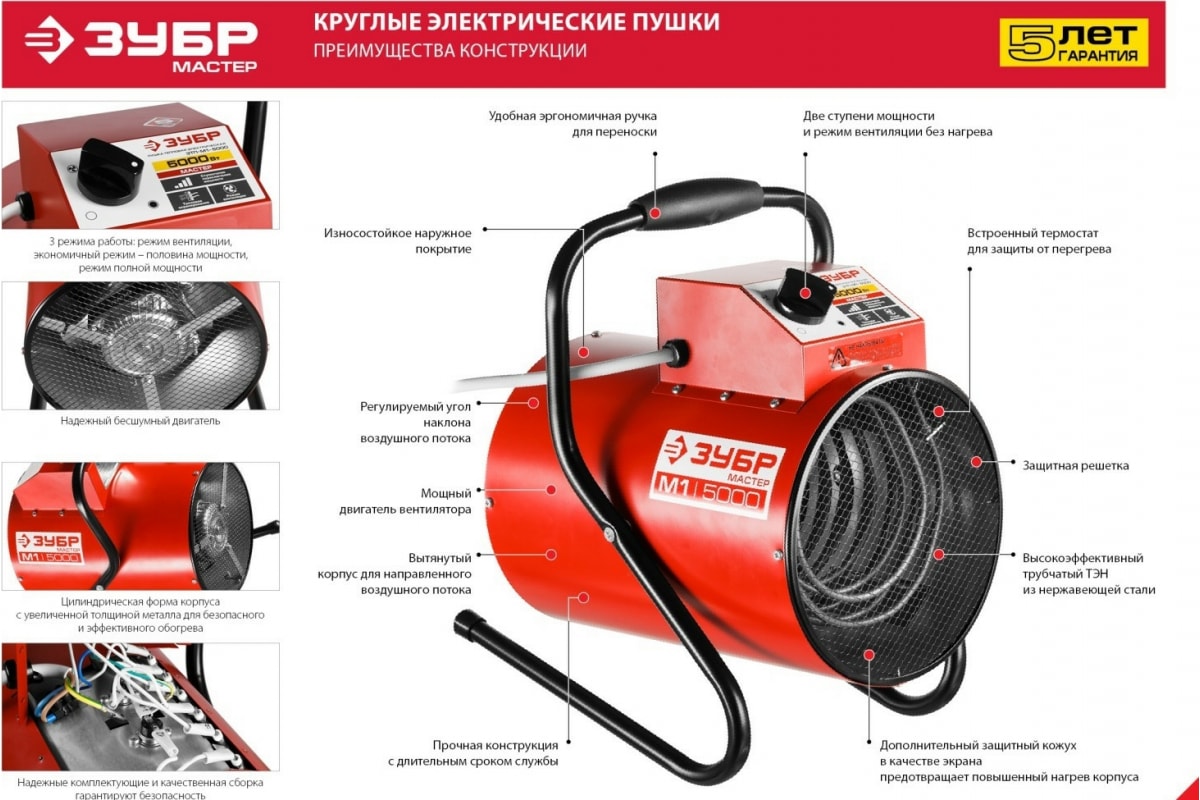 ЗУБР
МАСТЕР
КРУГЛЫЕ ЭЛЕКТРИЧЕСКИЕ ПУШКИ
ПРЕИМУЩЕСТВА КОНСТРУКЦИИ
5 ЛЕТ
ГАРАНТИЯ
ЗУБР
5000 Вт
МАСТЕР
3 режима работы: режим вентиляции,
экономичный режим – половина мощности,
режим полной мощности
Надежный бесшумный двигатель
ЗУБР
МАСТЕР
М1 | 5000
Цилиндрическая форма корпуса
с увеличенной толщиной металла для безопасного
и эффективного обогрева
Надежные комплектующие и качественная сборка
гарантируют безопасность
Удобная эргономичная ручка
для переноски
Две ступени мощности
и режим вентиляции без нагрева
Износостойкое наружное
покрытие
Встроенный термостат
для защиты от перегрева
ЗУБР
5000 Вт
МАСТЕР
Регулируемый угол
наклона
воздушного потока
ЗУБР
МАСТЕР
М1 | 5000
Защитная решетка
Мощный
двигатель вентилятора
Вытянутый
корпус для направленного
воздушного потока
Высокоэффективный
трубчатый ТЭН
из нержавеющей стали
Прочная конструкция
с длительным сроком службы
Дополнительный защитный кожух
в качестве экрана
предотвращает повышенный нагрев корпуса